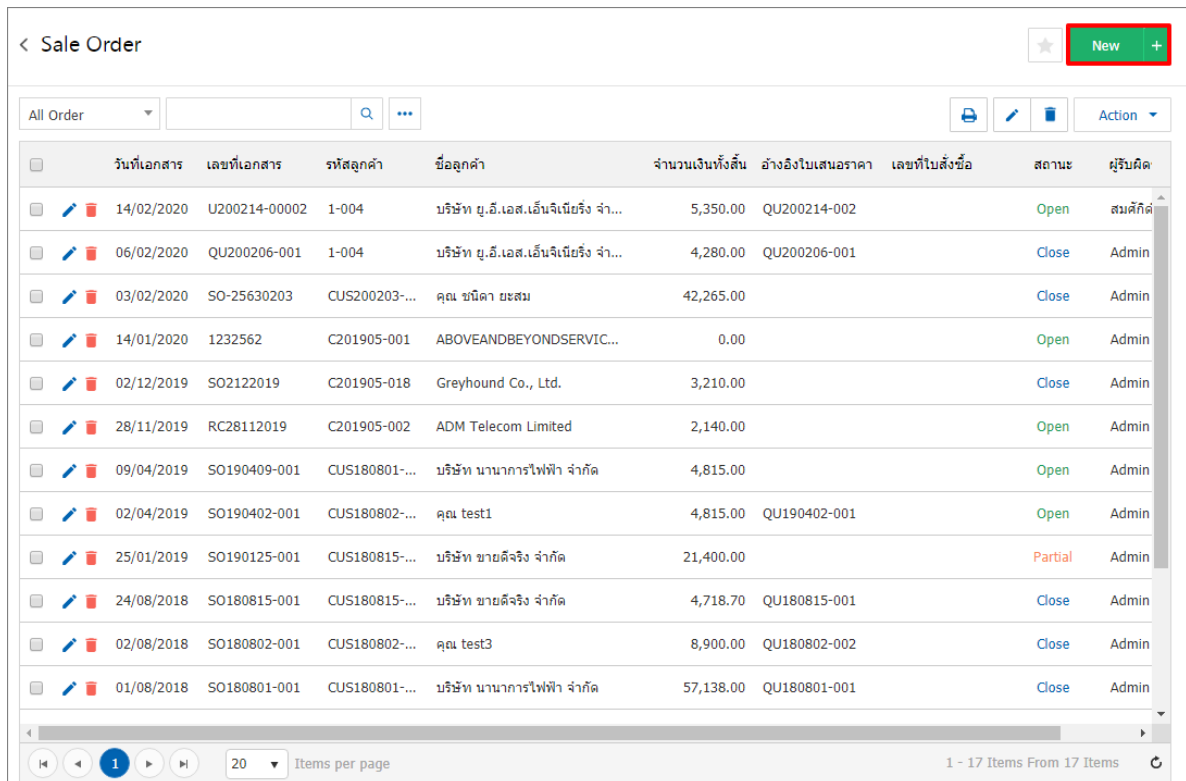 Sale Order
New +
All Order
Action
วันที่เอกสาร เลขที่เอกสาร รหัสลูกค้า ชื่อลูกค้า จำนวนเงินทั้งสิ้น อ้างอิงใบเสนอราคา เลขที่ใบสั่งซื้อ สถานะ ผู้รับผิด
14/02/2020 U200214-00002 1-004 บริษัท ยู.อี.เอส.เอ็นจิเนียริ่ง จำ... 5,350.00 QU200214-002 Open สมศักิดิ
06/02/2020 QU200206-001 1-004 บริษัท ยู.อี.เอส.เอ็นจิเนียริ่ง จำ... 4,280.00 QU200206-001 Close Admin
03/02/2020 SO-25630203 CUS200203-... คุณ ชนิดา ยะสม 42,265.00 Close Admin
14/01/2020 1232562 C201905-001 ABOVEANDBEYONDSERVIC... 0.00 Open Admin
02/12/2019 SO2122019 C201905-018 Greyhound Co., Ltd. 3,210.00 Close Admin
28/11/2019 RC28112019 C201905-002 ADM Telecom Limited 2,140.00 Open Admin
09/04/2019 SO190409-001 CUS180801-... บริษัท นานาการไฟฟ้า จำกัด 4,815.00 Open Admin
02/04/2019 SO190402-001 CUS180802-... คุณ test1 4,815.00 QU190402-001 Open Admin
25/01/2019 SO190125-001 CUS180815-... บริษัท ขายดีจริง จำกัด 21,400.00 Partial Admin
24/08/2018 SO180815-001 CUS180815-... บริษัท ขายดีจริง จำกัด 4,718.70 QU180815-001 Close Admin
02/08/2018 SO180802-001 CUS180802-... คุณ test3 8,900.00 QU180802-002 Close Admin
01/08/2018 SO180801-001 CUS180801-... บริษัท นานาการไฟฟ้า จำกัด 57,138.00 QU180801-001 Close Admin
1 20 Items per page 1 - 17 Items From 17 Items